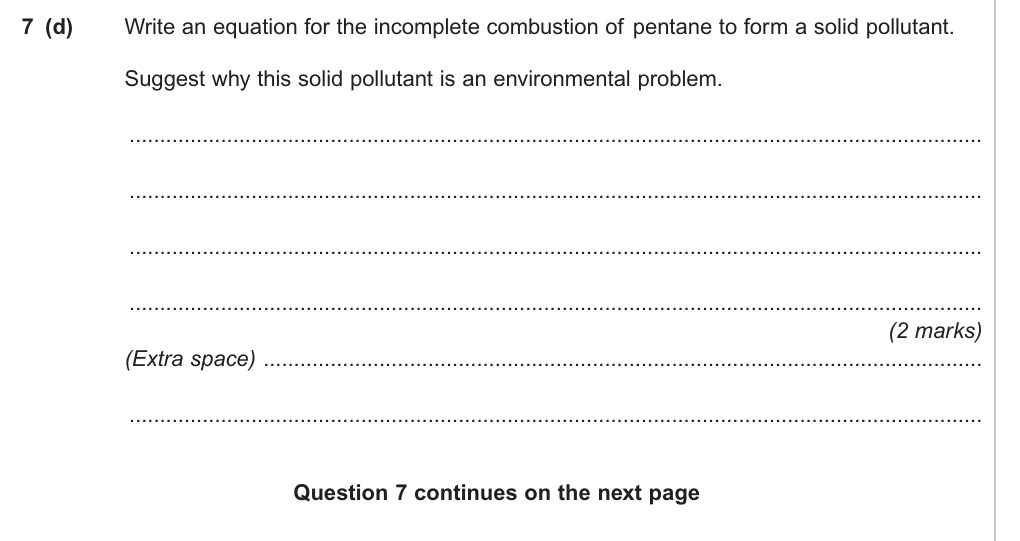 7 (d) Write an equation for the incomplete combustion of pentane to form a solid pollutant.
Suggest why this solid pollutant is an environmental problem.
(2 marks)
(Extra space)
Question 7 continues on the next page